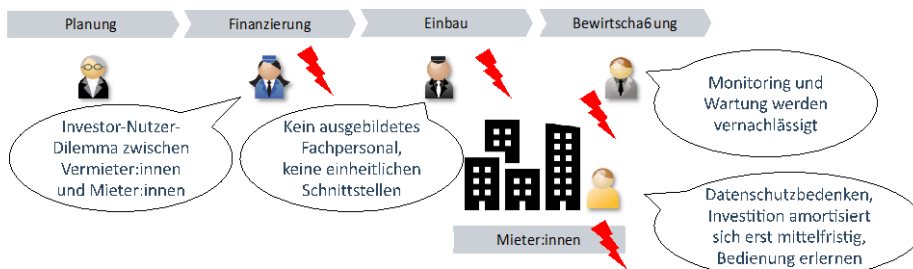 Planung
Finanzierung
Einbau
Bewirtscha6ung
Investor-Nutzer-
Dilemma zwischen
Vermieter:innen
und Mieter:innen
Kein ausgebildetes
Fachpersonal,
keine einheitlichen
Schnittstellen
Monitoring und
Wartung werden
vernachlässigt
Mieter:innen
Datenschutzbedenken,
Investition amortisiert
sich erst mittelfristig,
Bedienung erlernen